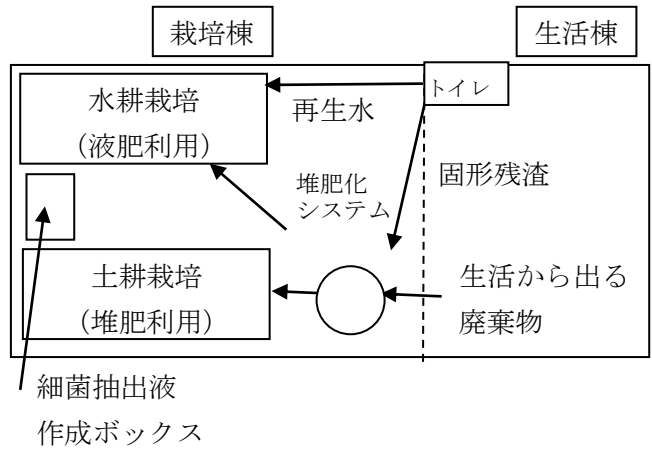 栽培棟
生活棟
水耕栽培
（液肥利用）
再生水
トイレ
堆肥化
システム
固形残渣
土耕栽培
（堆肥利用）
生活から出る
廃棄物
細菌抽出液
作成ボックス